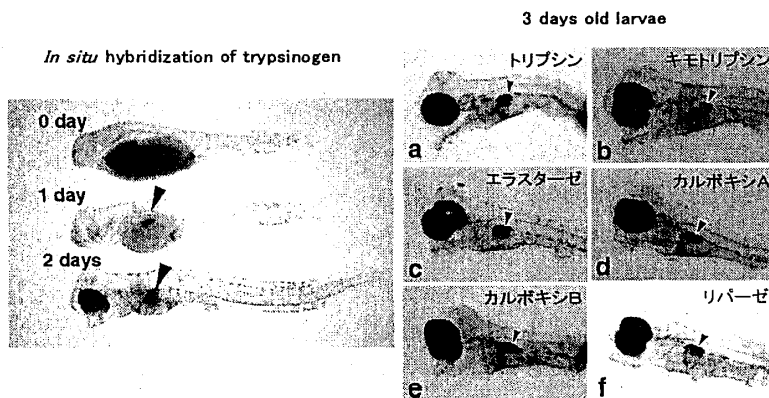 In situ hybridization of trypsinogen
0 day
1 day
2 days
3 days old larvae
トリプシン
a
キモトリプシン
b
エラスターゼ
c
カルボキシA
d
カルボキシB
e
リパーゼ
f